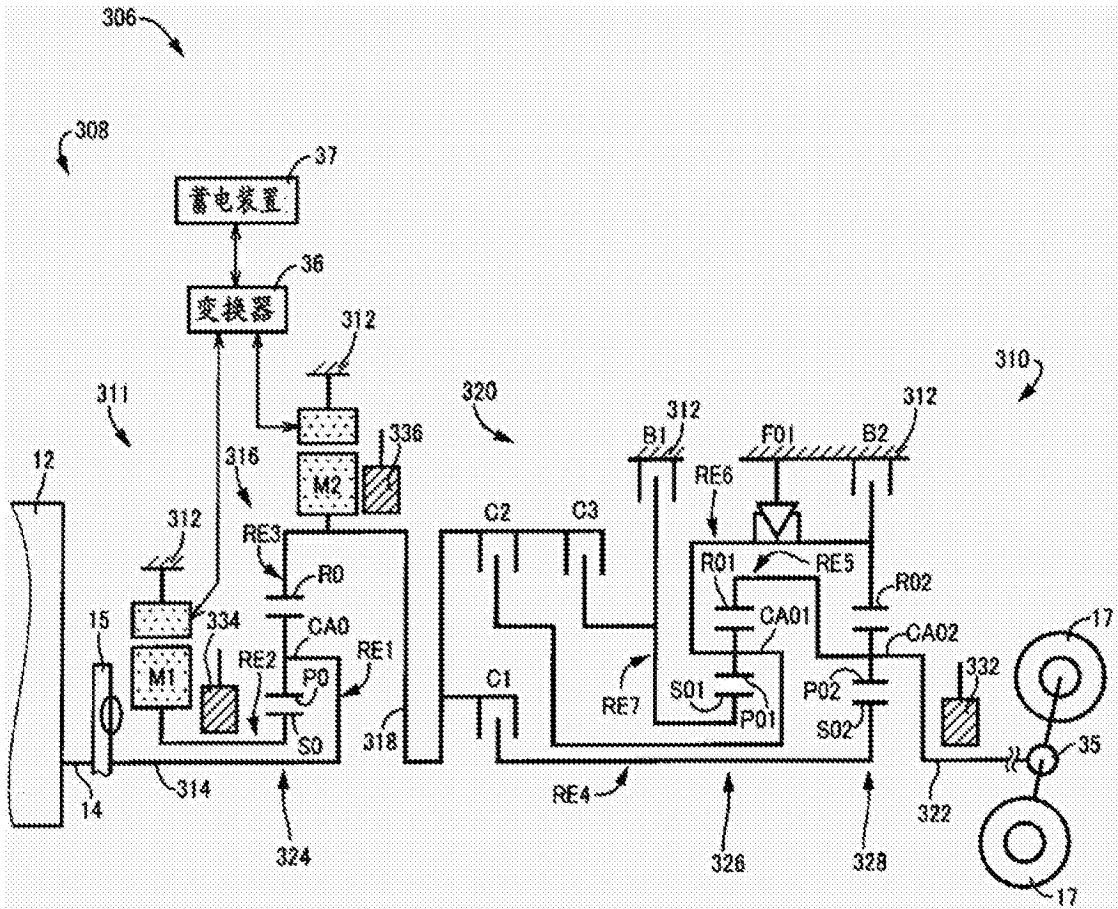 306
308
37
蓄电装置
36
变换器
312
310
311
320
312
B1
F01
B2
316
336
RE6
12
M2
312
C2
C3
RE3
R0
R01
RE5
R02
15
334
CA0
CA01
CA02
17
RE2
RE1
M1
P0
C1
S01
P02
332
S0
318
RE7
P01
S02
35
14
314
RE4
322
324
326
328
17